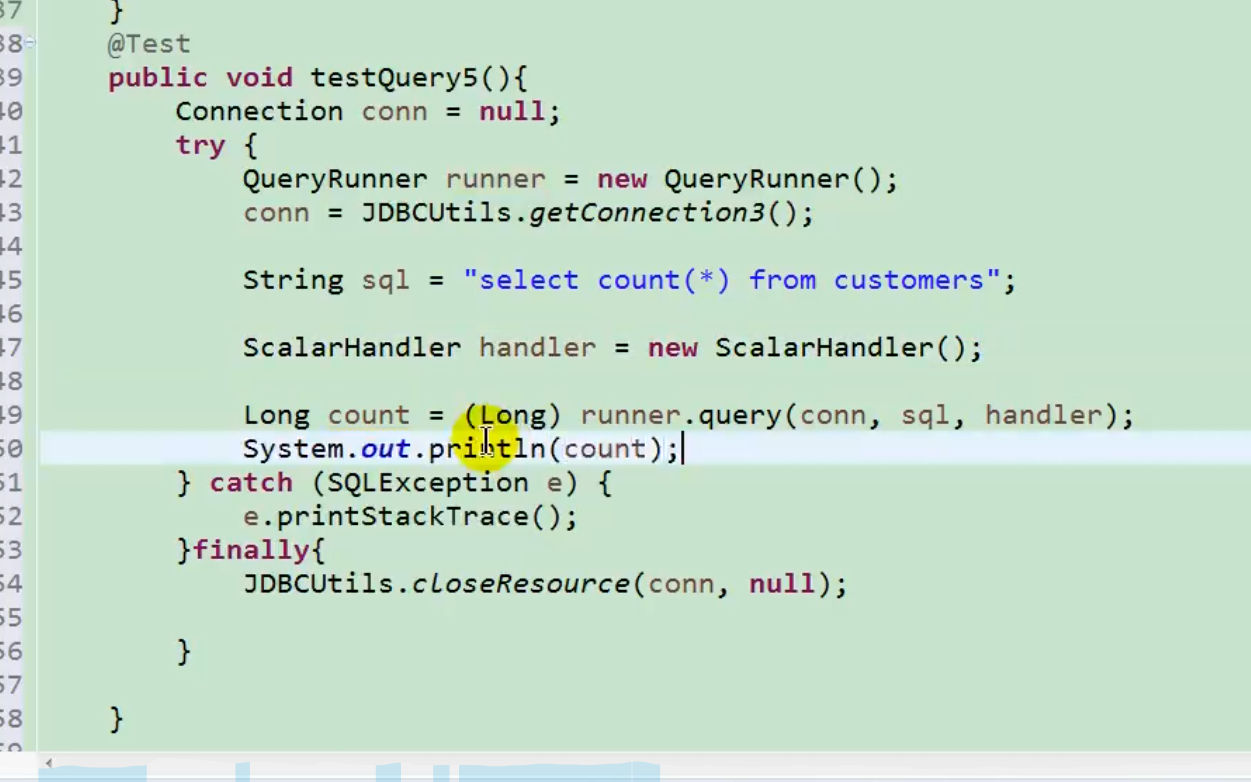 37 }
38 @Test
39 public void testQuery5(){
40 Connection conn = null;
41 try {
42 QueryRunner runner = new QueryRunner();
43 conn = JDBCUtils.getConnection3();
44
45 String sql = "select count(*) from customers";
46
47 ScalarHandler handler = new ScalarHandler();
48
49 Long count = (Long) runner.query(conn, sql, handler);
50 System.out.println(count);
51 } catch (SQLException e) {
52 e.printStackTrace();
53 }finally{
54 JDBCUtils.closeResource(conn, null);
55
56 }
57
58 }